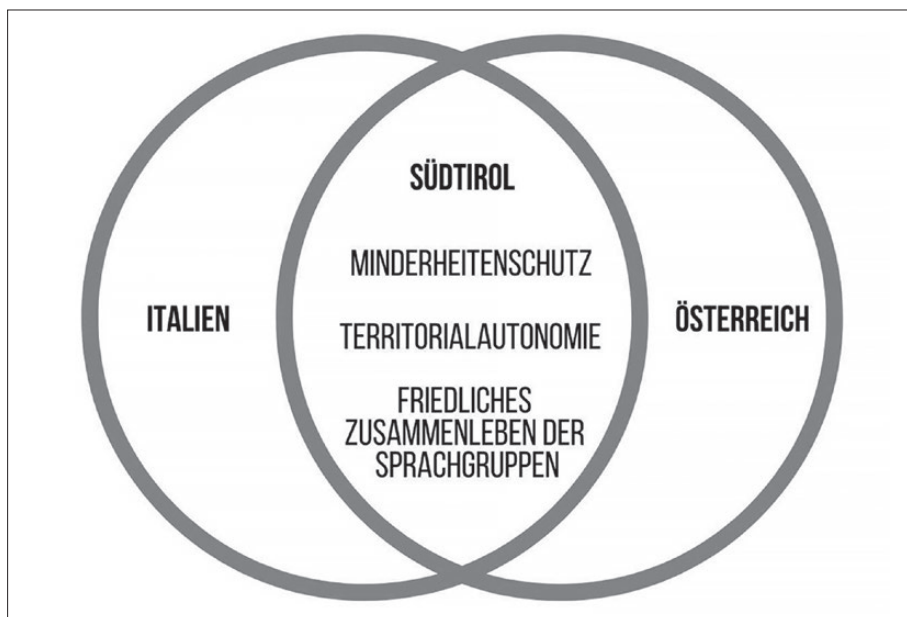 SÜDTIROL
MINDERHEITENSCHUTZ
ITALIEN
TERRITORIALAUTONOMIE
ÖSTERREICH
FRIEDLICHES
ZUSAMMENLEBEN DER
SPRACHGRUPPEN